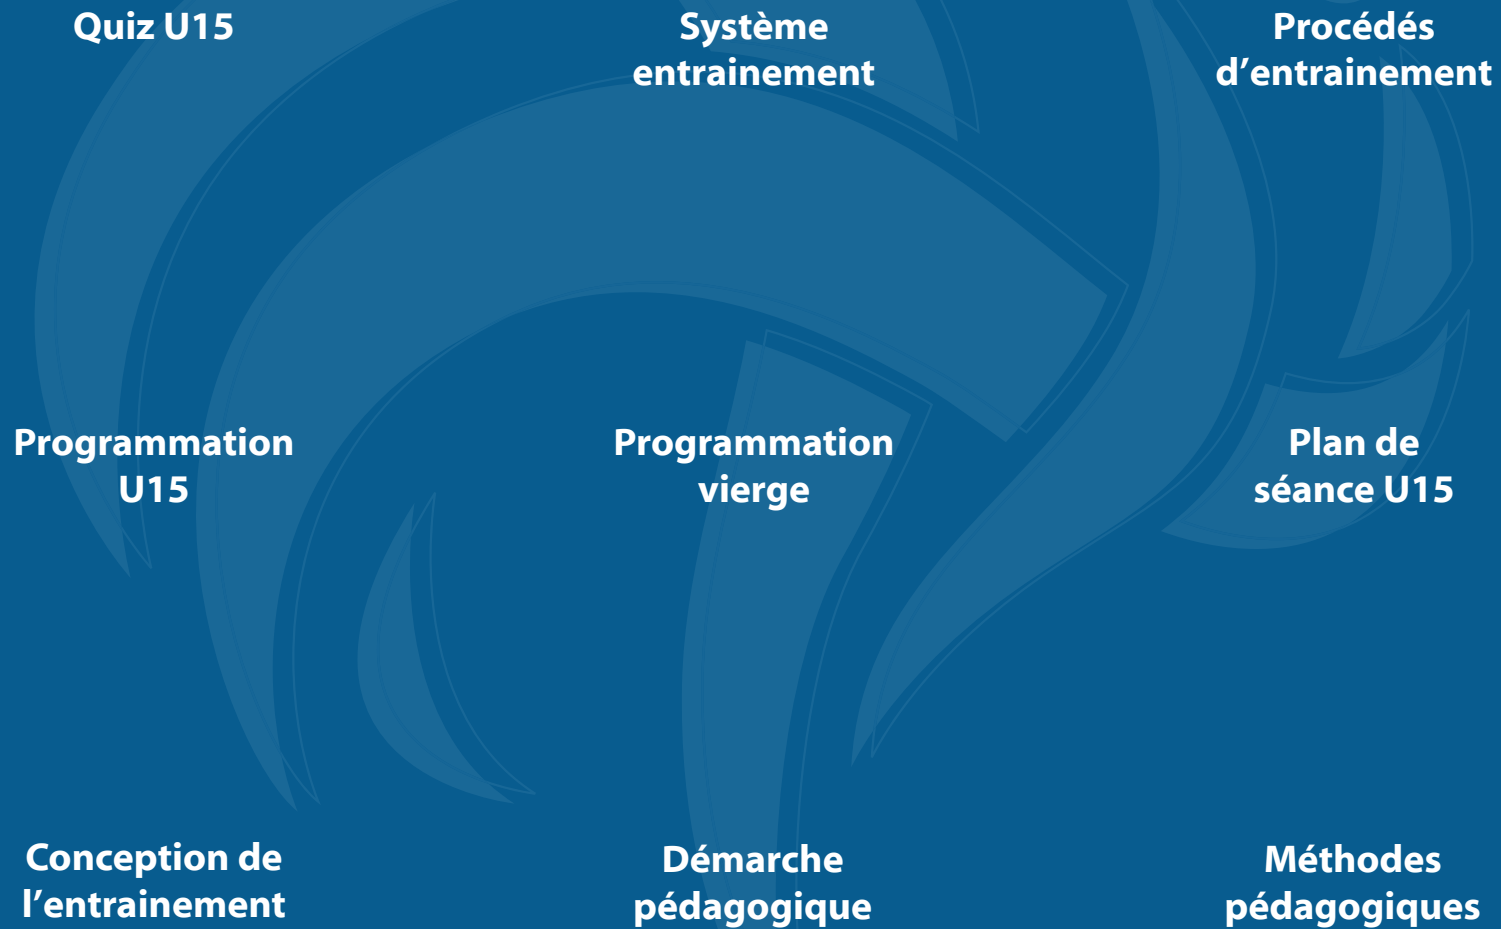 Quiz U15
Système
entrainement
Procédés
d’entrainement
Programmation
U15
Programmation
vierge
Plan de
séance U15
Conception de
l’entrainement
Démarche
pédagogique
Méthodes
pédagogiques